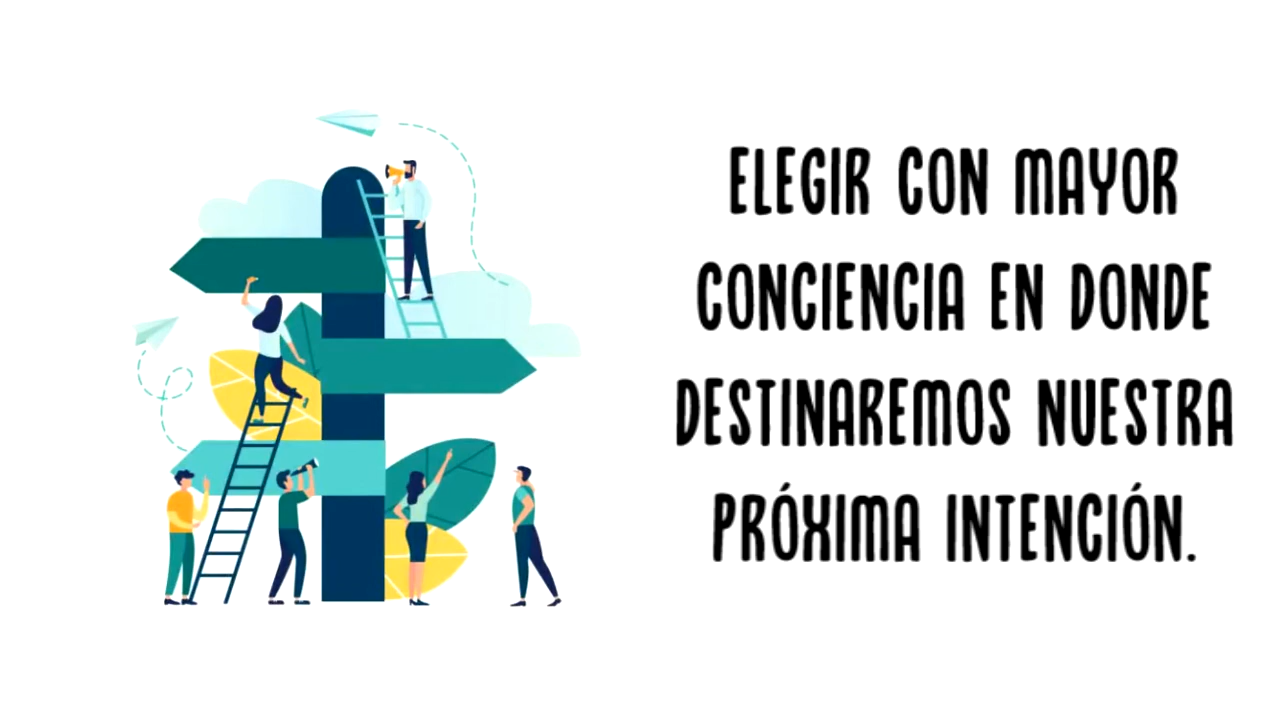 ELEGIR CON MAYOR
CONCIENCIA EN DONDE
DESTINAREMOS NUESTRA
PRÓXIMA INTENCIÓN.